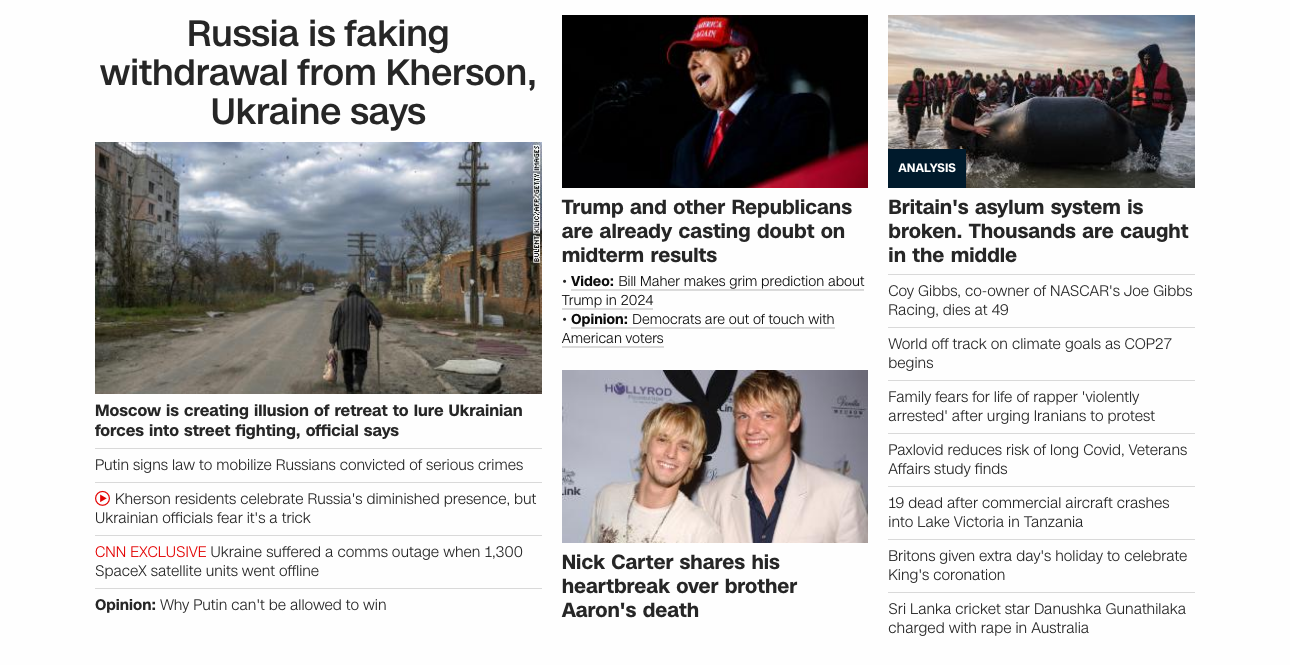 Russia is faking
withdrawal from Kherson,
Ukraine says
BULENT KILIC/AFP/GETTY IMAGES
Moscow is creating illusion of retreat to lure Ukrainian
forces into street fighting, official says
Putin signs law to mobilize Russians convicted of serious crimes
Kherson residents celebrate Russia's diminished presence, but
Ukrainian officials fear it's a trick
CNN EXCLUSIVE Ukraine suffered a comms outage when 1,300
SpaceX satellite units went offline
Opinion: Why Putin can't be allowed to win
AMERICA
AGAIN
Trump and other Republicans
are already casting doubt on
midterm results
• Video: Bill Maher makes grim prediction about
Trump in 2024
• Opinion: Democrats are out of touch with
American voters
HOLLYROD
Link
Nick Carter shares his
heartbreak over brother
Aaron's death
ANALYSIS
Britain's asylum system is
broken. Thousands are caught
in the middle
Coy Gibbs, co-owner of NASCAR's Joe Gibbs
Racing, dies at 49
World off track on climate goals as COP27
begins
Family fears for life of rapper 'violently
arrested' after urging Iranians to protest
Paxlovid reduces risk of long Covid, Veterans
Affairs study finds
19 dead after commercial aircraft crashes
into Lake Victoria in Tanzania
Britons given extra day's holiday to celebrate
King's coronation
Sri Lanka cricket star Danushka Gunathilaka
charged with rape in Australia